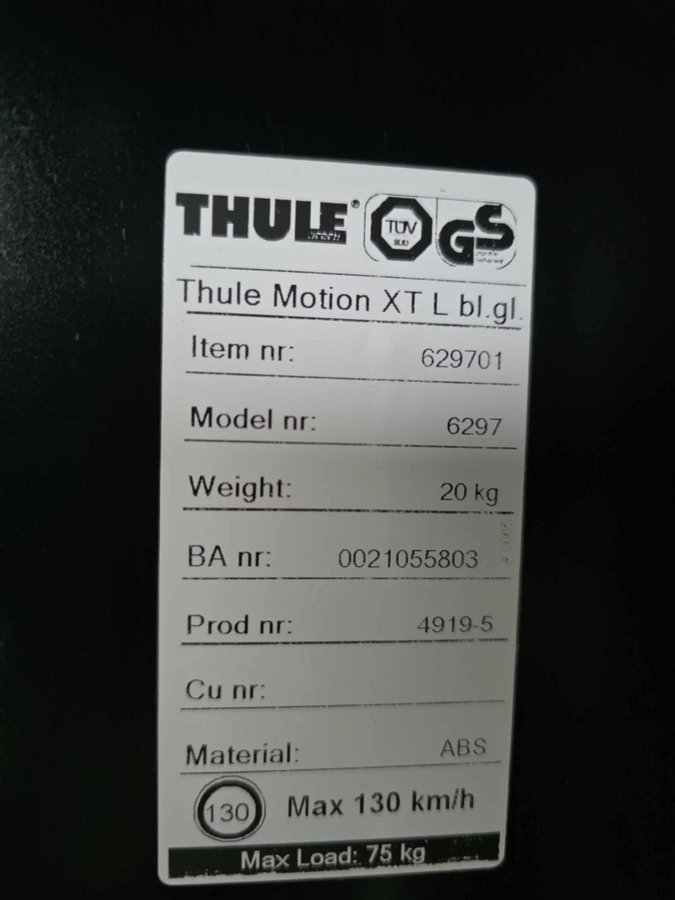 THULE®
TÜV
SÜD
GS
Thule Motion XT L bl.gl.
Item nr: 629701
Model nr: 6297
Weight: 20 kg
BA nr: 0021055803
Prod nr: 4919-5
Cu nr:
Material: ABS
130 Max 130 km/h
Max Load: 75 kg